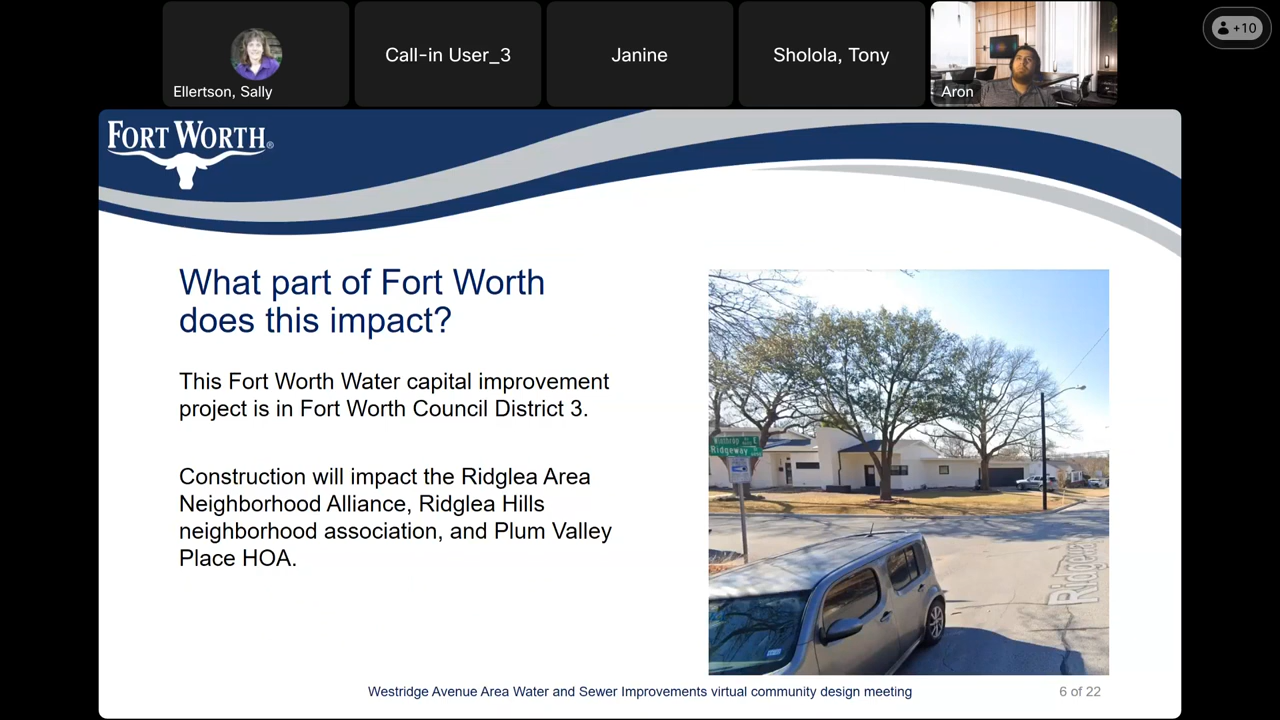 Ellertson, Sally
Call-in User_3
Janine
Sholola, Tony
Aron
+10
FORT WORTH®
What part of Fort Worth
does this impact?
This Fort Worth Water capital improvement
project is in Fort Worth Council District 3.
Construction will impact the Ridglea Area
Neighborhood Alliance, Ridglea Hills
neighborhood association, and Plum Valley
Place HOA.
Winthrop
Ridgeway
Ridgeway
Westridge Avenue Area Water and Sewer Improvements virtual community design meeting
6 of 22